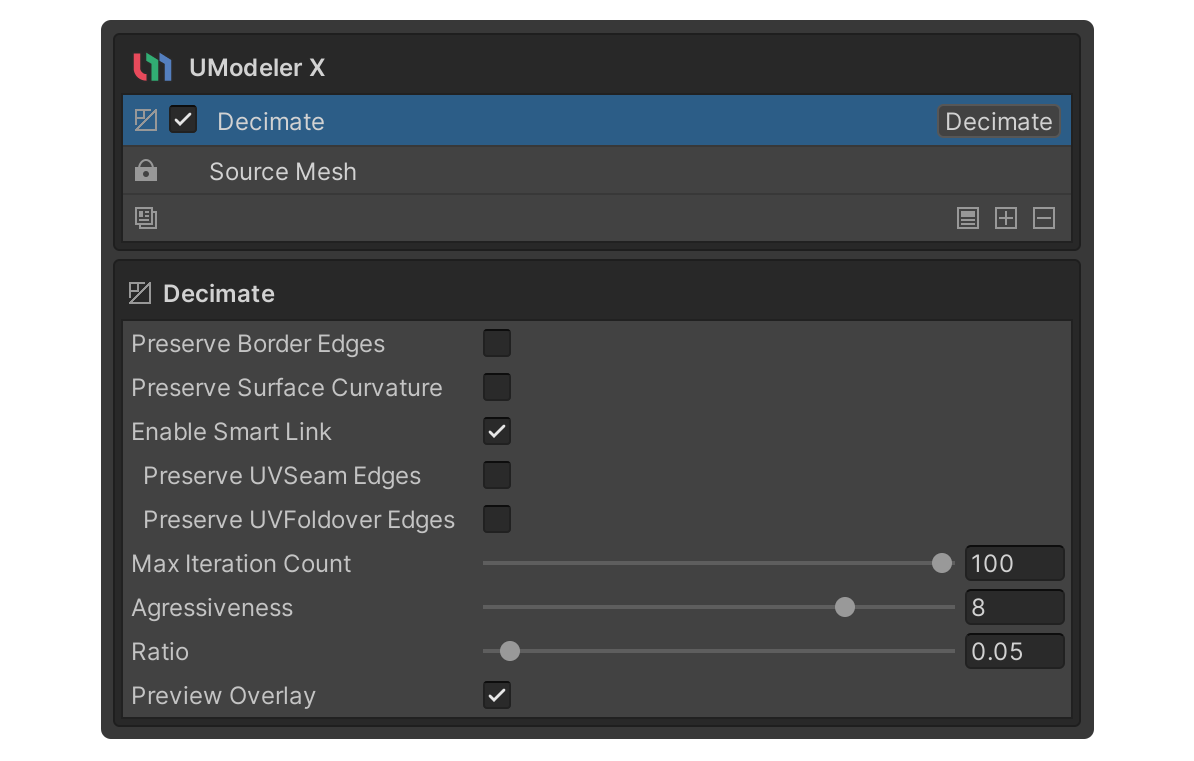 UModeler X
Decimate Decimate
Source Mesh
Decimate
Preserve Border Edges
Preserve Surface Curvature
Enable Smart Link
Preserve UVSeam Edges
Preserve UVFoldover Edges
Max Iteration Count 100
Agressiveness 8
Ratio 0.05
Preview Overlay